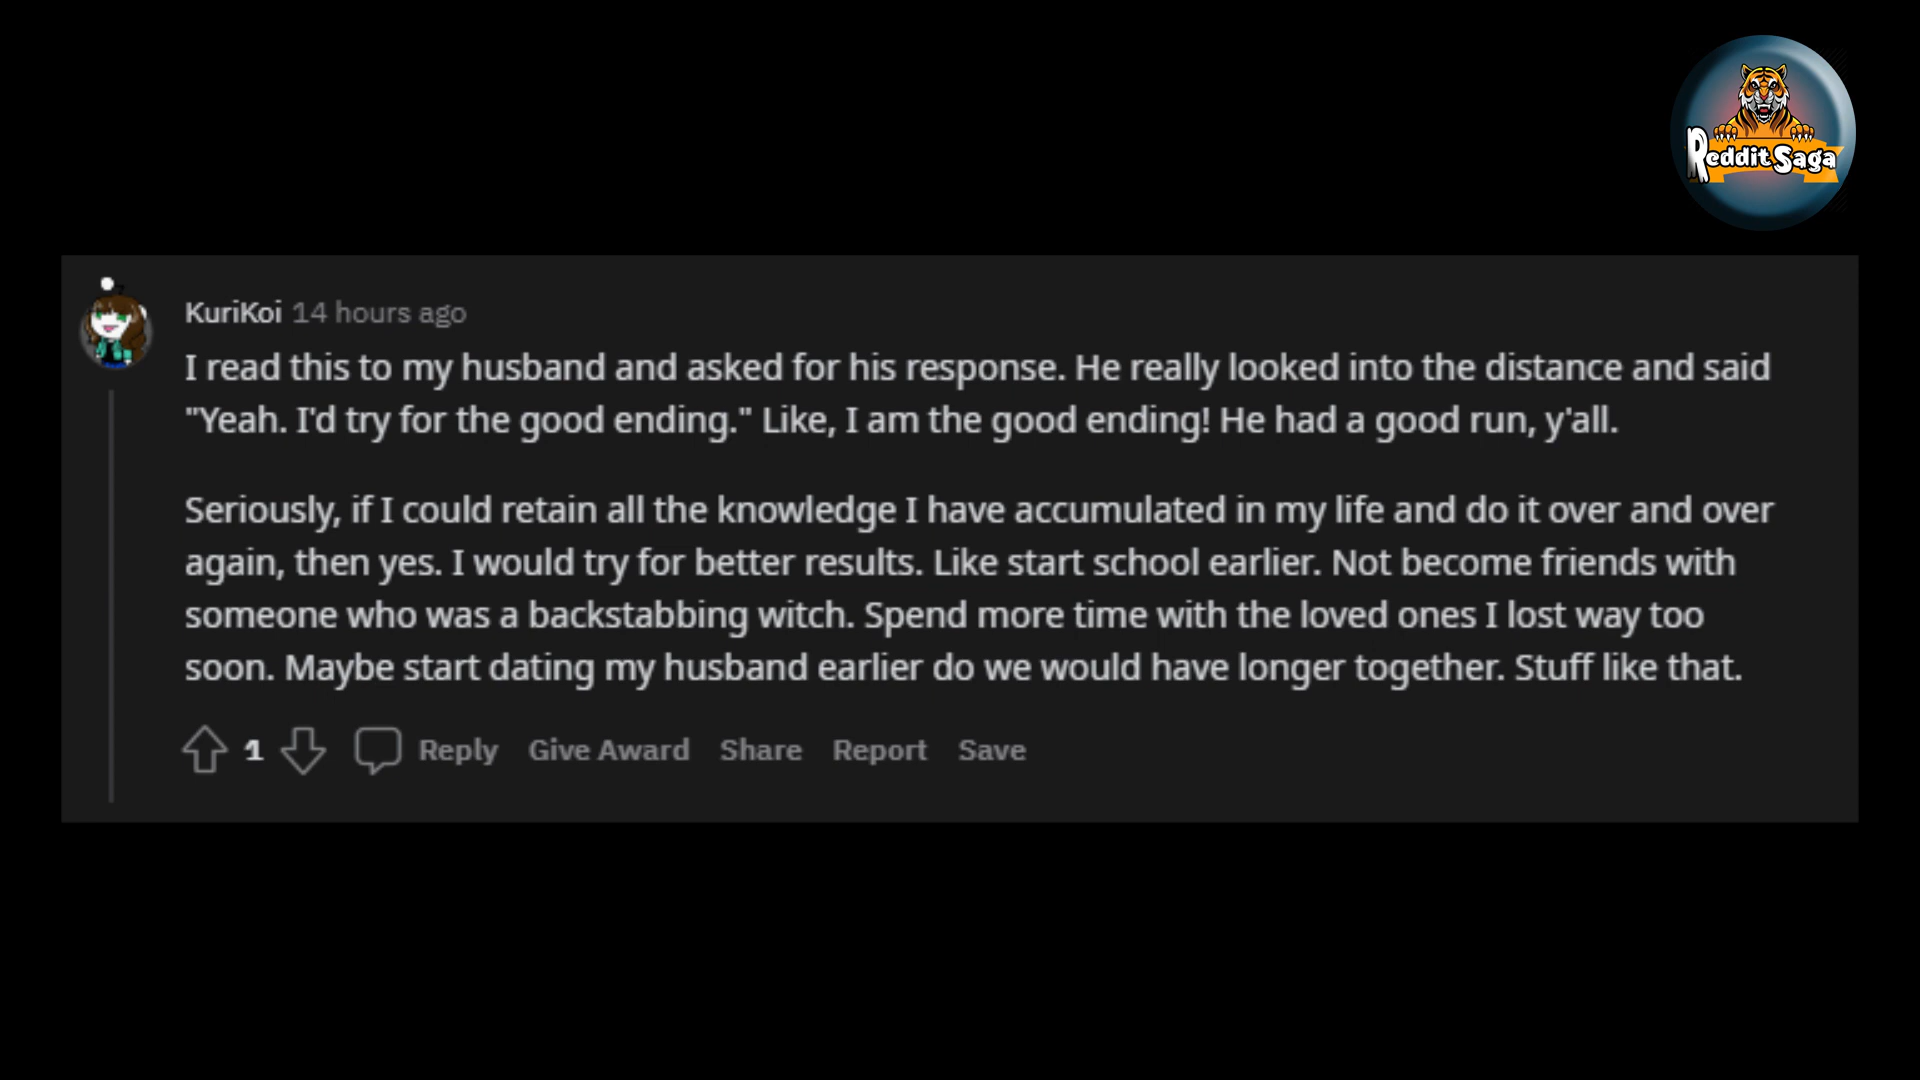 Reddit Saga
KuriKoi 14 hours ago
I read this to my husband and asked for his response. He really looked into the distance and said
"Yeah. I'd try for the good ending." Like, I am the good ending! He had a good run, y'all.
Seriously, if I could retain all the knowledge I have accumulated in my life and do it over and over
again, then yes. I would try for better results. Like start school earlier. Not become friends with
someone who was a backstabbing witch. Spend more time with the loved ones I lost way too
soon. Maybe start dating my husband earlier do we would have longer together. Stuff like that.
1 Reply Give Award Share Report Save